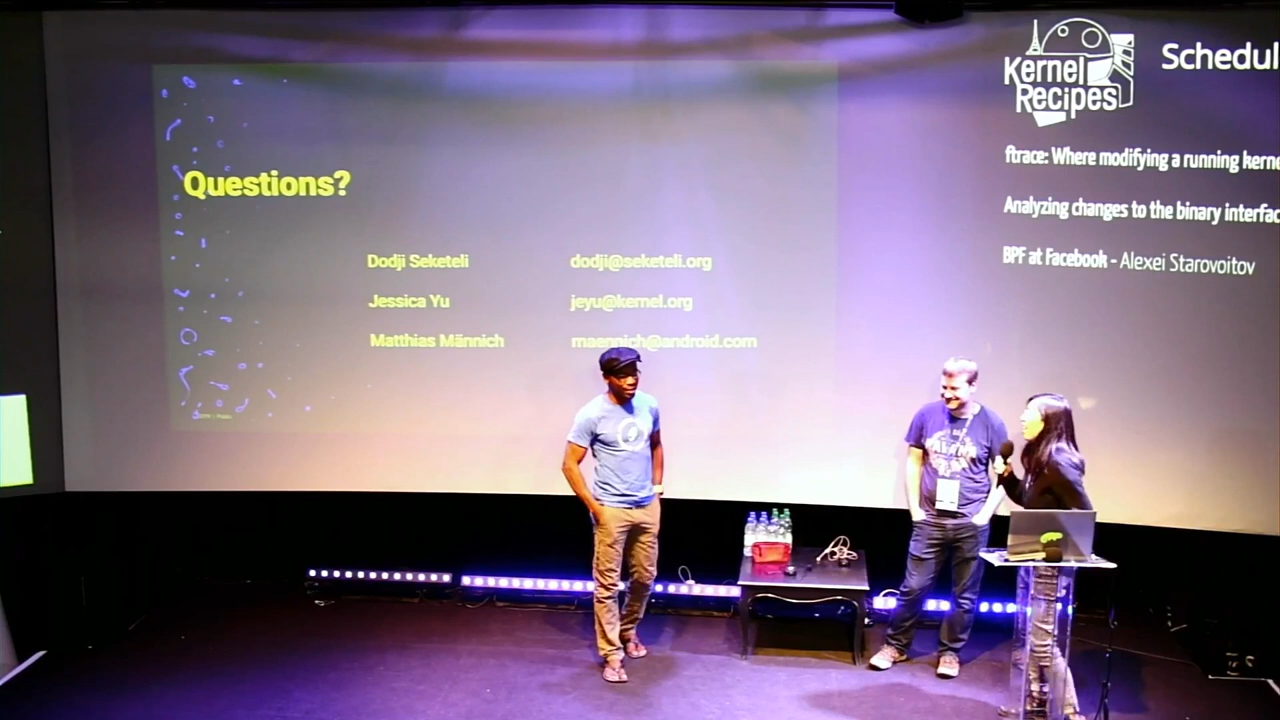 Questions?
Dodji Seketeli dodji@seketeli.org
Jessica Yu jeyu@kernel.org
Matthias Männich maennich@android.com
Kernel
Recipes
Schedul
ftrace: Where modifying a running kerne
Analyzing changes to the binary interfac
BPF at Facebook - Alexei Starovoitov